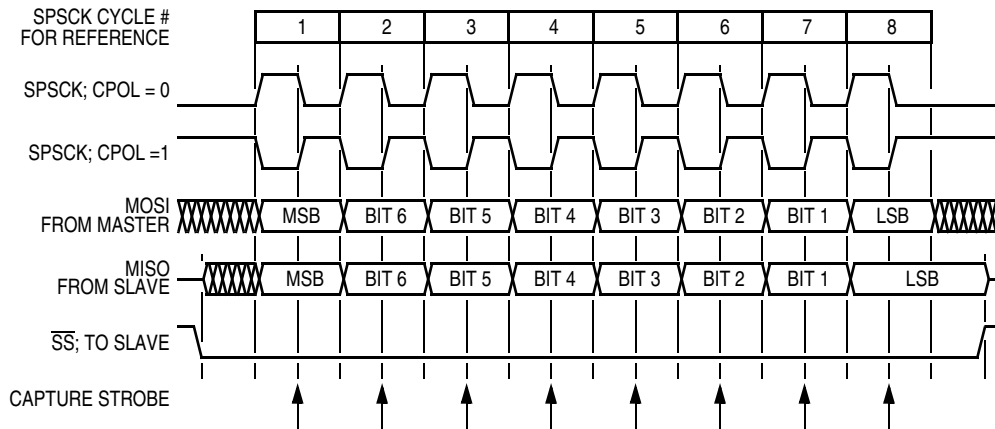 SPSCK CYCLE #
FOR REFERENCE
1 2 3 4 5 6 7 8
SPSCK; CPOL = 0
SPSCK; CPOL =1
MOSI
FROM MASTER
MSB BIT 6 BIT 5 BIT 4 BIT 3 BIT 2 BIT 1 LSB
MISO
FROM SLAVE
MSB BIT 6 BIT 5 BIT 4 BIT 3 BIT 2 BIT 1 LSB
SS; TO SLAVE
CAPTURE STROBE